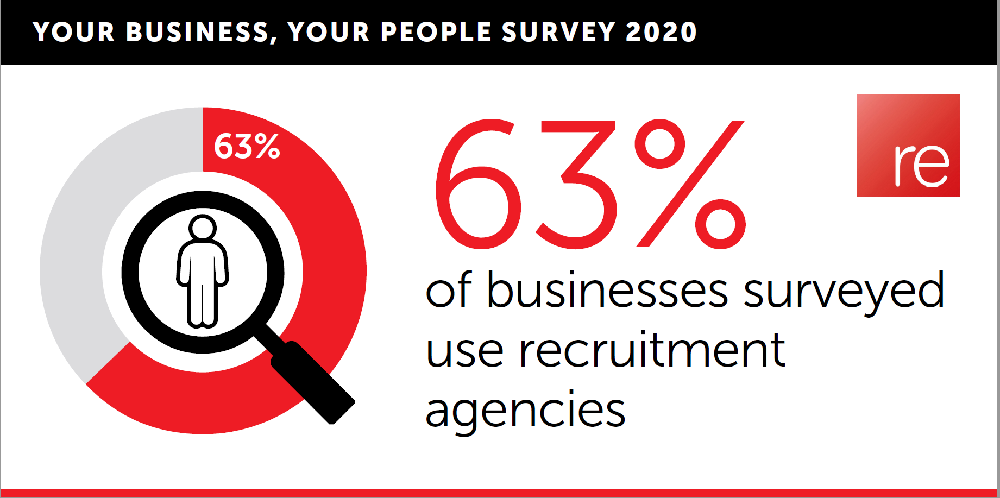 YOUR BUSINESS, YOUR PEOPLE SURVEY 2020
63%
63%
re
of businesses surveyed
use recruitment
agencies